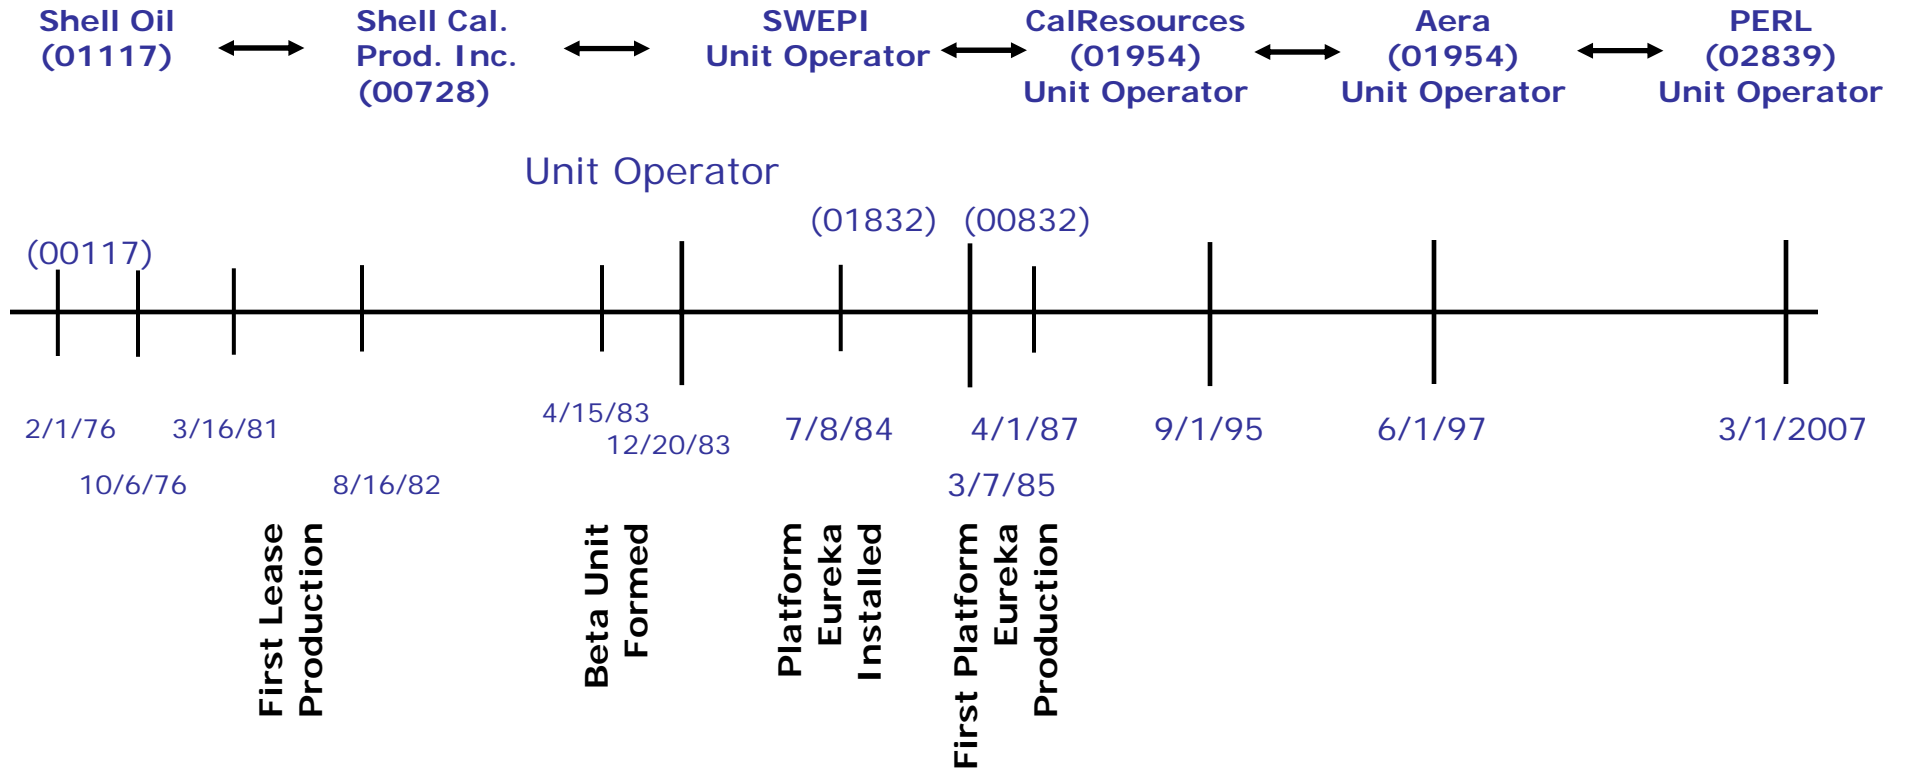 Shell Oil
(01117)
Shell Cal.
Prod. Inc.
(00728)
SWEPI
Unit Operator
CalResources
(01954)
Unit Operator
Aera
(01954)
Unit Operator
PERL
(02839)
Unit Operator
Unit Operator
(01832)
(00832)
(00117)
2/1/76
10/6/76
3/16/81
8/16/82
4/15/83
12/20/83
7/8/84
3/7/85
4/1/87
9/1/95
6/1/97
3/1/2007
First Lease
Production
Beta Unit
Formed
Platform
Eureka
Installed
First Platform
Eureka
Production